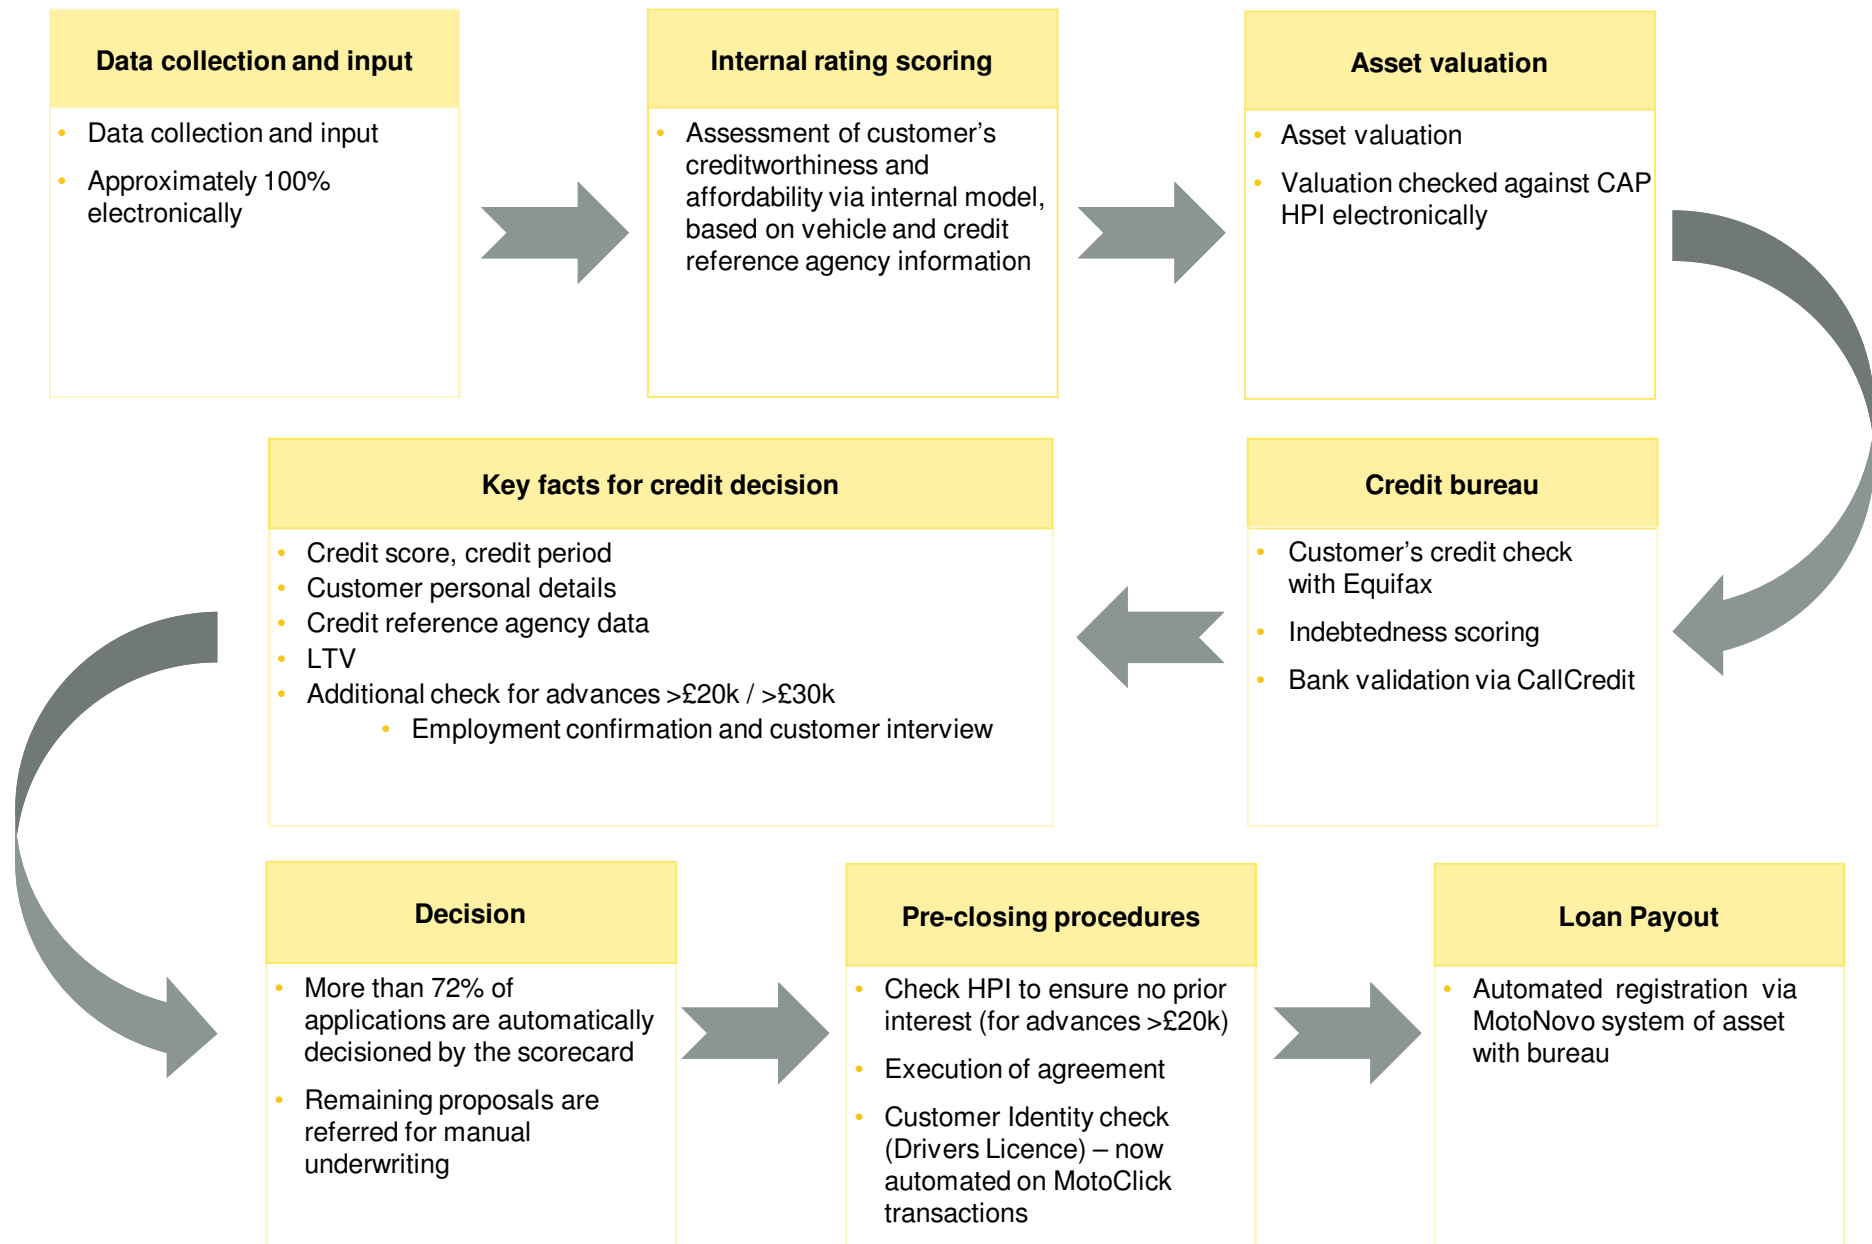 Data collection and input
• Data collection and input
• Approximately 100%
electronically
Internal rating scoring
• Assessment of customer’s
creditworthiness and
affordability via internal model,
based on vehicle and credit
reference agency information
Asset valuation
• Asset valuation
• Valuation checked against CAP
HPI electronically
Credit bureau
• Customer’s credit check
with Equifax
• Indebtedness scoring
• Bank validation via CallCredit
Key facts for credit decision
• Credit score, credit period
• Customer personal details
• Credit reference agency data
• LTV
• Additional check for advances >£20k / >£30k
• Employment confirmation and customer interview
Decision
• More than 72% of
applications are automatically
decisioned by the scorecard
• Remaining proposals are
referred for manual
underwriting
Pre-closing procedures
• Check HPI to ensure no prior
interest (for advances >£20k)
• Execution of agreement
• Customer Identity check
(Drivers Licence) – now
automated on MotoClick
transactions
Loan Payout
• Automated registration via
MotoNovo system of asset
with bureau